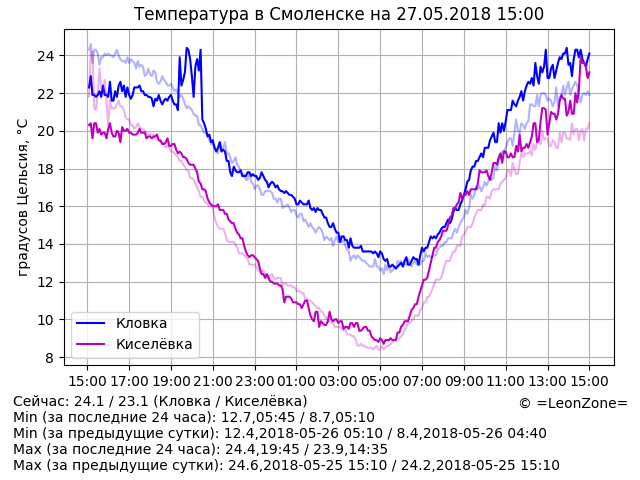 Температура в Смоленске на 27.05.2018 15:00
градусов Цельсия, °C
24
22
20
18
16
14
12
10
8
Кловка
Киселёвка
15:00 17:00 19:00 21:00 23:00 01:00 03:00 05:00 07:00 09:00 11:00 13:00 15:00
Сейчас: 24.1 / 23.1 (Кловка / Киселёвка)
© =LeonZone=
Min (за последние 24 часа): 12.7,05:45 / 8.7,05:10
Min (за предыдущие сутки): 12.4,2018-05-26 05:10 / 8.4,2018-05-26 04:40
Max (за последние 24 часа): 24.4,19:45 / 23.9,14:35
Max (за предыдущие сутки): 24.6,2018-05-25 15:10 / 24.2,2018-05-25 15:10